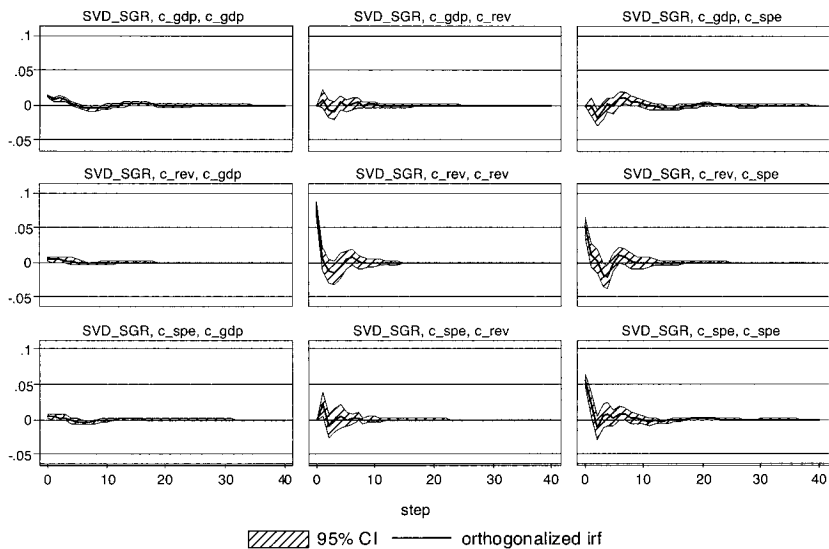 SVD_SGR, c_gdp, c_gdp
SVD_SGR, c_gdp, c_rev
SVD_SGR, c_gdp, c_spe
.1
.05
0
-.05
SVD_SGR, c_rev, c_gdp
SVD_SGR, c_rev, c_rev
SVD_SGR, c_rev, c_spe
.1
.05
0
-.05
SVD_SGR, c_spe, c_gdp
SVD_SGR, c_spe, c_rev
SVD_SGR, c_spe, c_spe
.1
.05
0
-.05
0 10 20 30 40
0 10 20 30 40
0 10 20 30 40
step
95% CI
orthogonalized irf